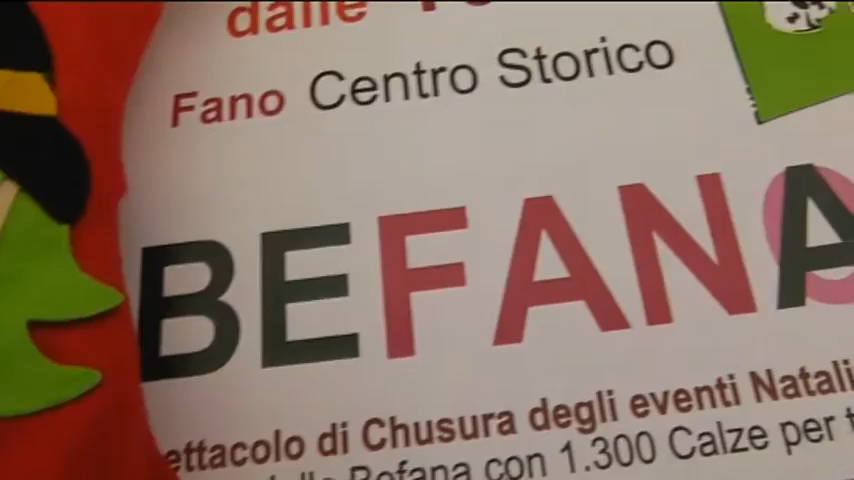 dalle
Fano Centro Storico
BEFANA
ettacolo di Chusura degli eventi Natali
Befana con 1.300 Calze per